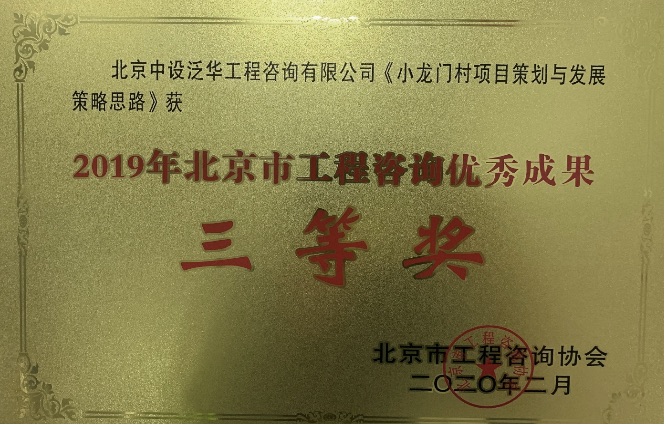 北京中设泛华工程咨询有限公司《小龙门村项目策划与发展
策略思路》获
2019年北京市工程咨询优秀成果
三等奖
北京市工程咨询协会
二〇二〇年二月